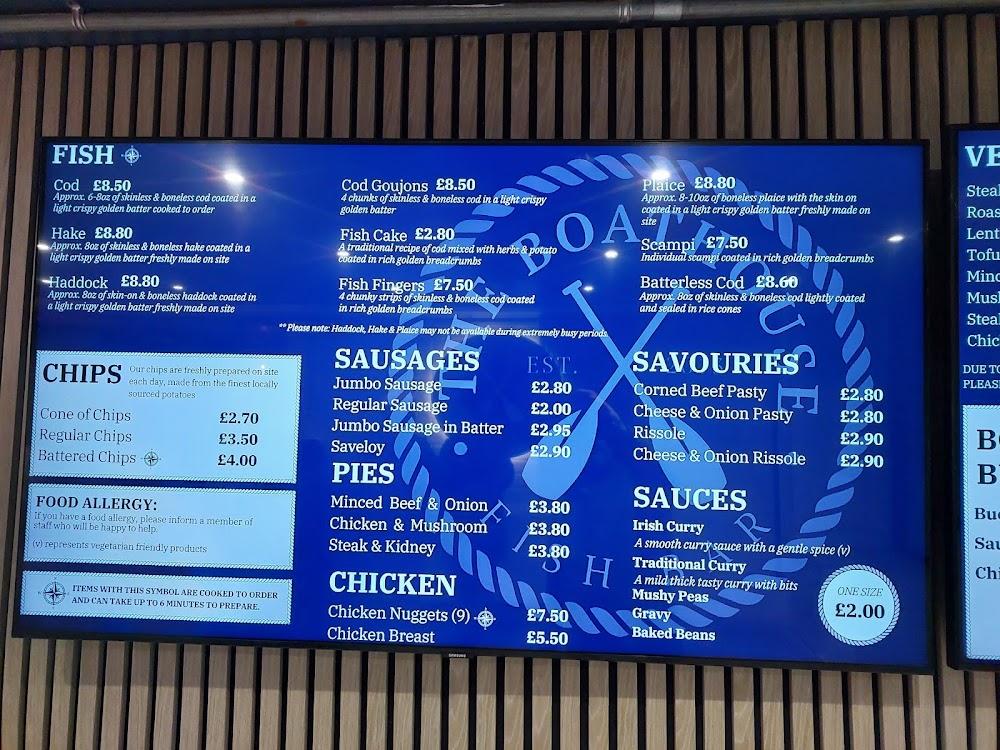 FISH
Cod £8.50
Approx. 6-8oz of skinless & boneless cod coated in a
light crispy golden batter cooked to order
Hake £8.80
Approx. 8oz of skinless & boneless hake coated in a
light crispy golden batter freshly made on site
Haddock £8.80
Approx. 8oz of skin-on & boneless haddock coated in
a light crispy golden batter freshly made on site
Cod Goujons £8.50
4 chunks of skinless & boneless cod in a light crispy
golden batter
Fish Cake £2.80
A traditional recipe of cod mixed with herbs & potato
coated in rich golden breadcrumbs
Fish Fingers £7.50
4 chunky strips of skinless & boneless cod coated
in rich golden breadcrumbs
Plaice £8.80
Approx. 8-10oz of boneless plaice with the skin on
coated in a light crispy golden batter freshly made on
site
Scampi £7.50
Individual scampi coated in rich golden breadcrumbs
Batterless Cod £8.60
Approx. 8oz of skinless & boneless cod lightly coated
and sealed in rice cones
**Please note: Haddock, Hake & Plaice may not be available during extremely busy periods.
THE BOATHOUSE
EST.
FISH BAR
CHIPS Our chips are freshly prepared on site
each day, made from the finest locally
sourced potatoes
Cone of Chips £2.70
Regular Chips £3.50
Battered Chips £4.00
FOOD ALLERGY:
If you have a food allergy, please inform a member of
staff who will be happy to help.
(v) represents vegetarian friendly products
ITEMS WITH THIS SYMBOL ARE COOKED TO ORDER
AND CAN TAKE UP TO 6 MINUTES TO PREPARE.
SAUSAGES
Jumbo Sausage £2.80
Regular Sausage £2.00
Jumbo Sausage in Batter £2.95
Saveloy £2.90
PIES
Minced Beef & Onion £3.80
Chicken & Mushroom £3.80
Steak & Kidney £3.80
CHICKEN
Chicken Nuggets (9) £7.50
Chicken Breast £5.50
SAVOURIES
Corned Beef Pasty £2.80
Cheese & Onion Pasty £2.80
Rissole £2.90
Cheese & Onion Rissole £2.90
SAUCES
Irish Curry
A smooth curry sauce with a gentle spice (v)
Traditional Curry
A mild thick tasty curry with bits
Mushy Peas
Gravy
Baked Beans
ONE SIZE
£2.00
SAMSUNG
VE
Steak
Roas
Lent
Tofu
Minc
Mush
Steak
Chic
DUE TO
PLEAS
B
B
Sau
Chi